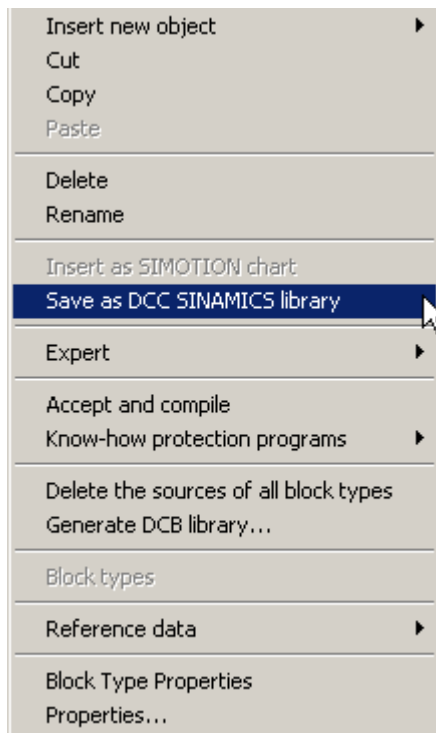 Insert new object
Cut
Copy
Paste
Delete
Rename
Insert as SIMOTION chart
Save as DCC SINAMICS library
Expert
Accept and compile
Know-how protection programs
Delete the sources of all block types
Generate DCB library...
Block types
Reference data
Block Type Properties
Properties...